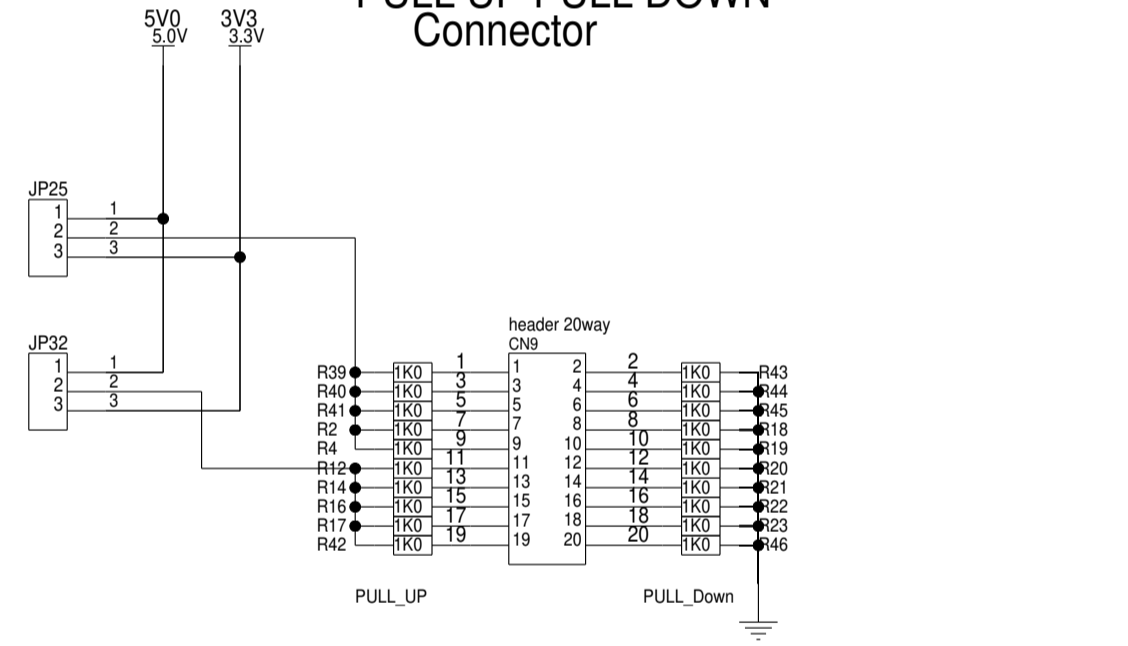 PULL UP PULL DOWN
Connector
5V0 3V3
5.0V 3.3V
JP25
1 1
2 2
3 3
JP32
1 1
2 2
3 3
header 20way
CN9
R39 1K0 1 1 2 2 1K0 R43
R40 1K0 3 3 4 4 1K0 R44
R41 1K0 5 5 6 6 1K0 R45
R2 1K0 7 7 8 8 1K0 R18
R4 1K0 9 9 10 10 1K0 R19
R12 1K0 11 11 12 12 1K0 R20
R14 1K0 13 13 14 14 1K0 R21
R16 1K0 15 15 16 16 1K0 R22
R17 1K0 17 17 18 18 1K0 R23
R42 1K0 19 19 20 20 1K0 R46
PULL_UP PULL_Down